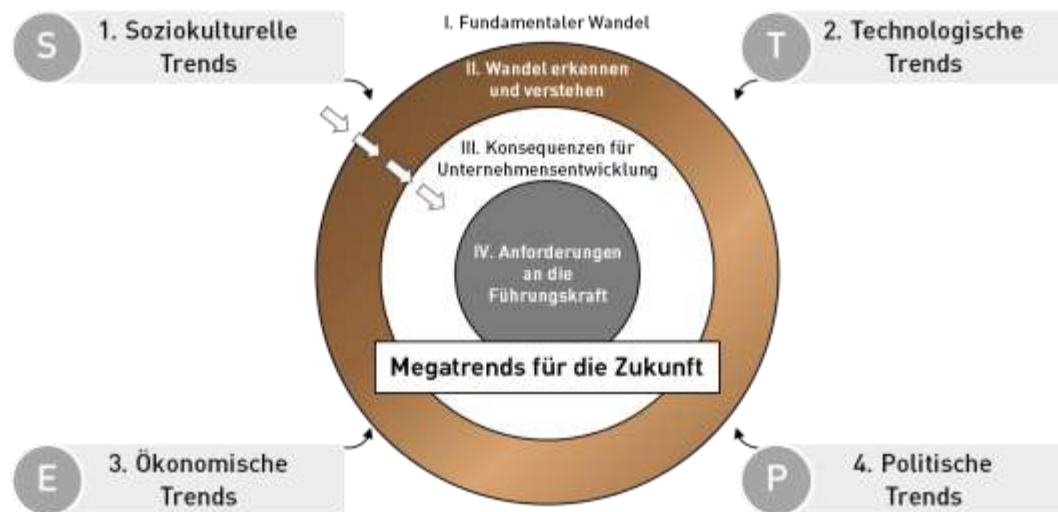 S
1. Soziokulturelle
Trends
I. Fundamentaler Wandel
T
2. Technologische
Trends
II. Wandel erkennen
und verstehen
III. Konsequenzen für
Unternehmensentwicklung
IV. Anforderungen
an die
Führungskraft
Megatrends für die Zukunft
E
3. Ökonomische
Trends
P
4. Politische
Trends